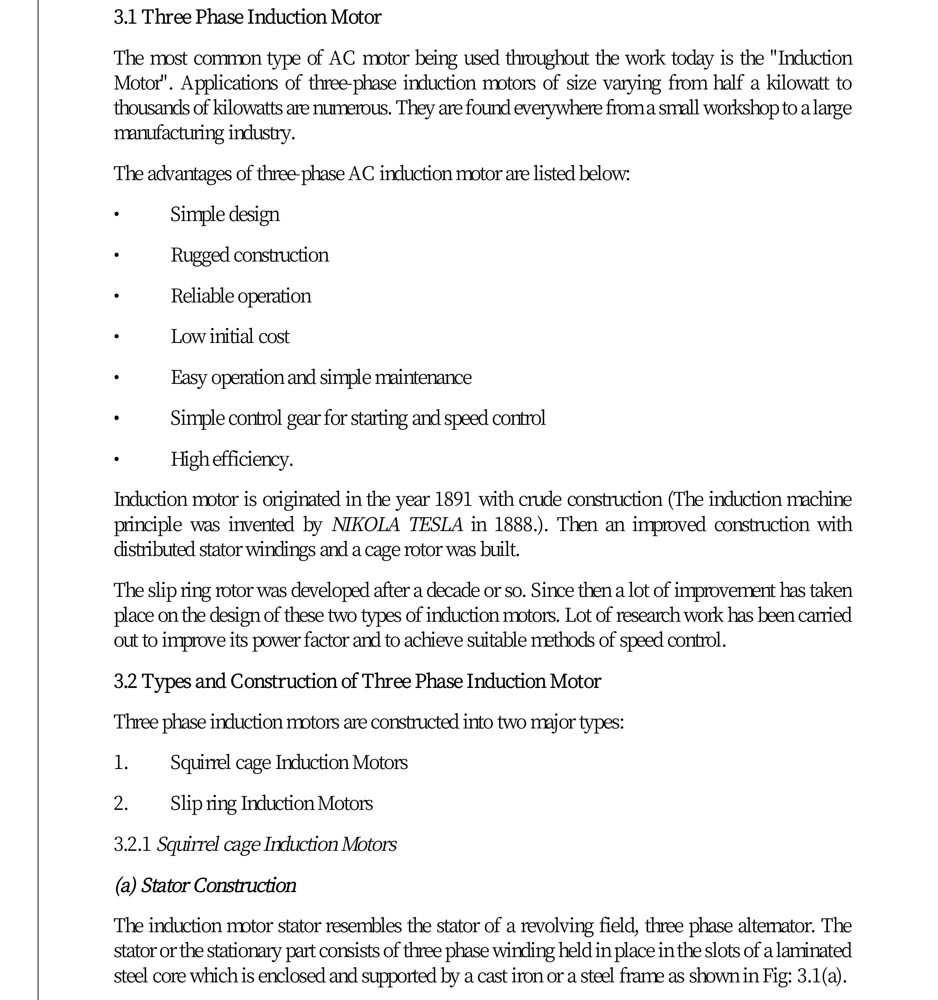 3.1 Three Phase Induction Motor
The most common type of AC motor being used throughout the work today is the "Induction
Motor". Applications of three-phase induction motors of size varying from half a kilowatt to
thousands of kilowatts are numerous. They are found everywhere from a small workshop to a large
manufacturing industry.
The advantages of three-phase AC induction motor are listed below:
• Simple design
• Rugged construction
• Reliable operation
• Low initial cost
• Easy operation and simple maintenance
• Simple control gear for starting and speed control
• High efficiency.
Induction motor is originated in the year 1891 with crude construction (The induction machine
principle was invented by NIKOLA TESLA in 1888.). Then an improved construction with
distributed stator windings and a cage rotor was built.
The slip ring rotor was developed after a decade or so. Since then a lot of improvement has taken
place on the design of these two types of induction motors. Lot of research work has been carried
out to improve its power factor and to achieve suitable methods of speed control.
3.2 Types and Construction of Three Phase Induction Motor
Three phase induction motors are constructed into two major types:
1. Squirrel cage Induction Motors
2. Slip ring Induction Motors
3.2.1 Squirrel cage Induction Motors
(a) Stator Construction
The induction motor stator resembles the stator of a revolving field, three phase alternator. The
stator or the stationary part consists of three phase winding held in place in the slots of a laminated
steel core which is enclosed and supported by a cast iron or a steel frame as shown in Fig: 3.1(a).